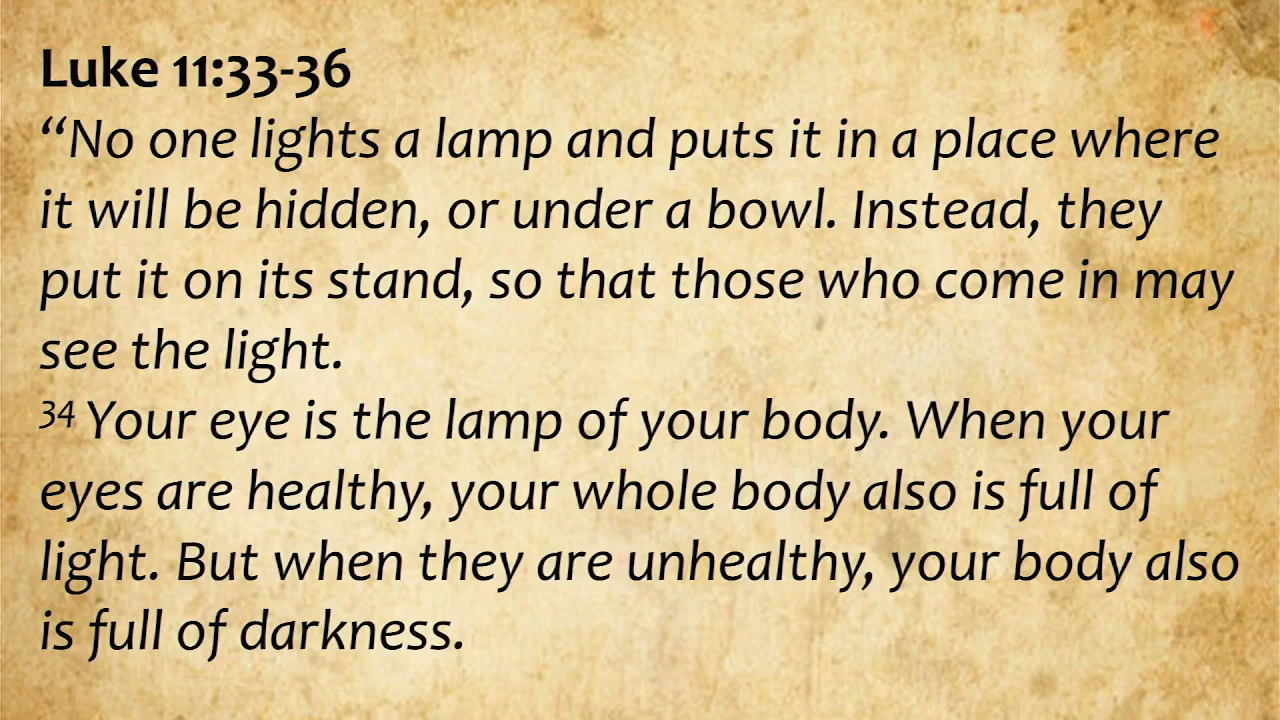 Luke 11:33-36
“No one lights a lamp and puts it in a place where
it will be hidden, or under a bowl. Instead, they
put it on its stand, so that those who come in may
see the light.
34 Your eye is the lamp of your body. When your
eyes are healthy, your whole body also is full of
light. But when they are unhealthy, your body also
is full of darkness.